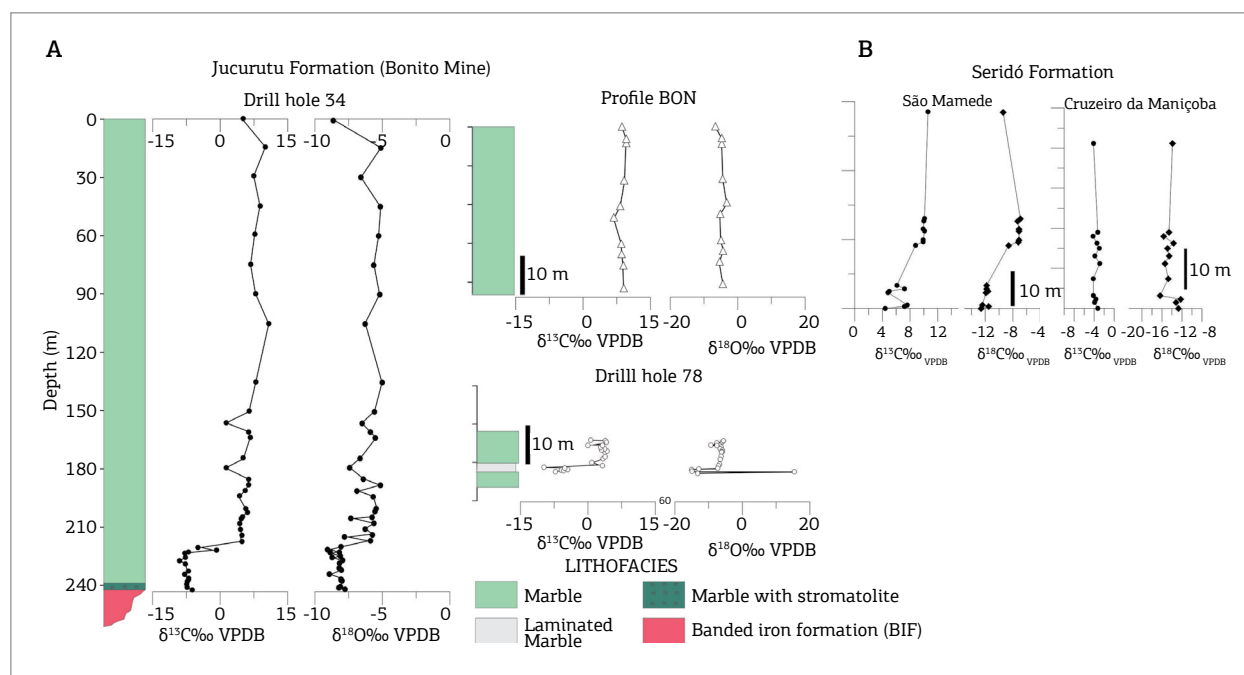 A
Jucurutu Formation (Bonito Mine)
Drill hole 34
Depth (m)
0
30
60
90
120
150
180
210
240
-15 0 15
-10 -5 0
-15 0 15
-10 -5 0
δ¹³C‰ VPDB
δ¹⁸O‰ VPDB
Profile BON
10 m
-15 0 15
-20 0 20
δ¹³C‰ VPDB
δ¹⁸O‰ VPDB
Drilll hole 78
10 m
60
-15 0 15
-20 0 20
δ¹³C‰ VPDB
δ¹⁸O‰ VPDB
LITHOFACIES
Marble
Marble with stromatolite
Laminated
Marble
Banded iron formation (BIF)
B
Seridó Formation
São Mamede
10 m
0 4 8 12
-12 -8 -4
δ¹³C‰ VPDB
δ¹⁸C‰ VPDB
Cruzeiro da Maniçoba
10 m
-8 -4 0
-20 -16 -12 -8
δ¹³C‰ VPDB
δ¹⁸C‰ VPDB